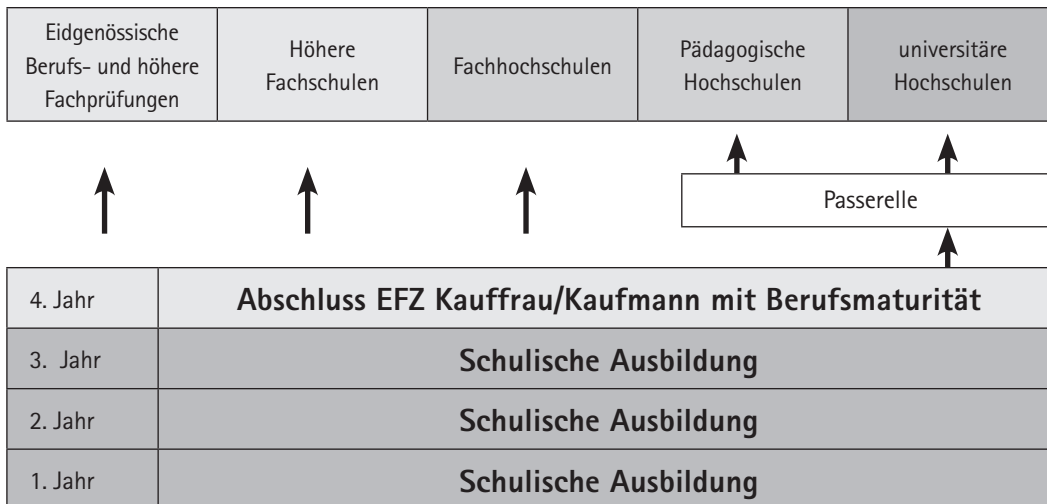 Eidgenössische
Berufs- und höhere
Fachprüfungen
Höhere
Fachschulen
Fachhochschulen
Pädagogische
Hochschulen
universitäre
Hochschulen
Passerelle
4. Jahr
Abschluss EFZ Kauffrau/Kaufmann mit Berufsmaturität
3. Jahr
Schulische Ausbildung
2. Jahr
Schulische Ausbildung
1. Jahr
Schulische Ausbildung